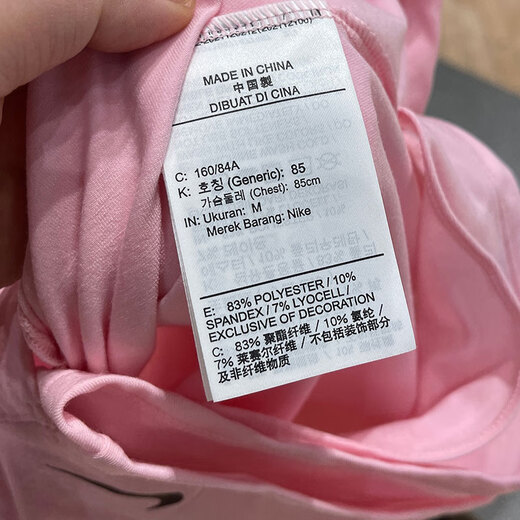 MADE IN CHINA
中国製
DIBUAT DI CINA
C: 160/84A
K: 호칭 (Generic): 85
가슴둘레 (Chest): 85cm
IN: Ukuran: M
Merek Barang: Nike
E: 83% POLYESTER / 10%
SPANDEX / 7% LYOCELL /
EXCLUSIVE OF DECORATION
C: 83% 聚酯纤维 / 10% 氨纶 /
7% 莱赛尔纤维 / 不包括装饰部分
及非纤维物质